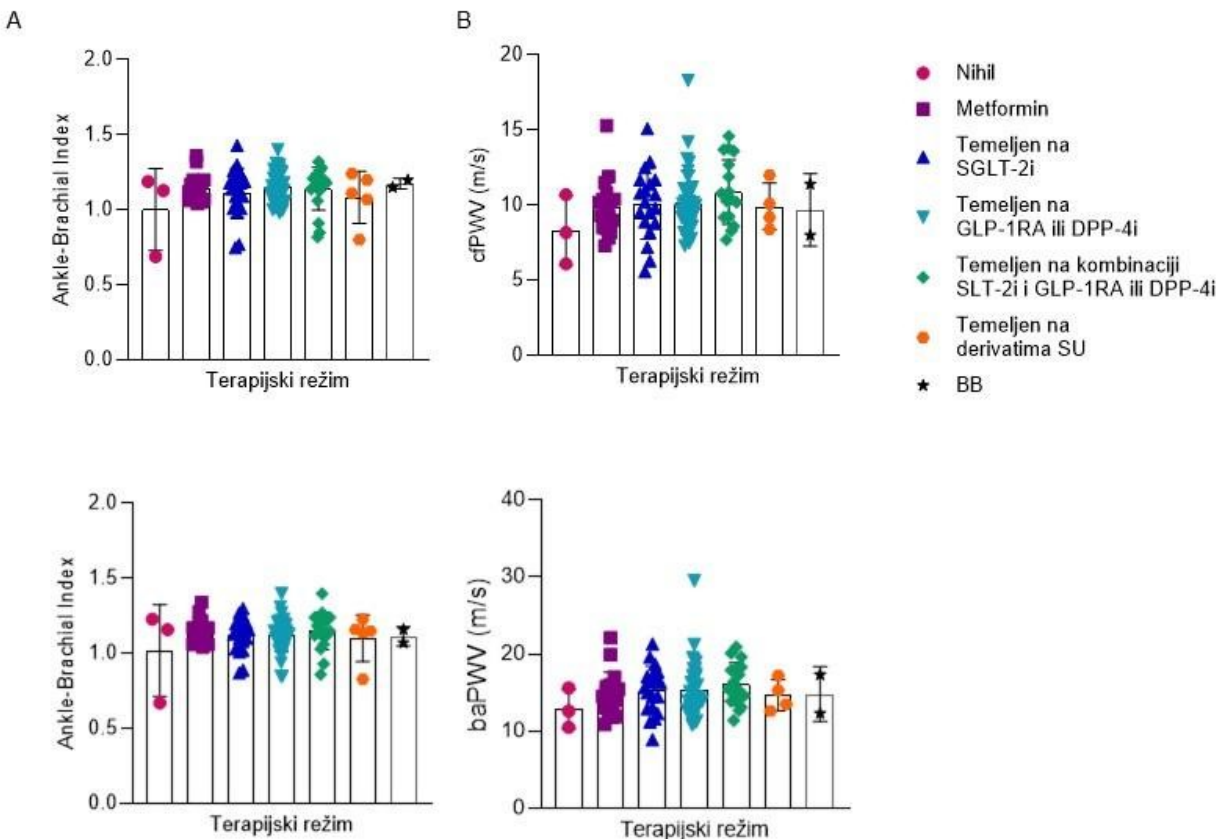 A
B
2.0
1.5
1.0
0.5
0.0
Ankle-Brachial Index
Terapijski režim
20
15
10
5
0
cfPWV (m/s)
Terapijski režim
Nihil
Metformin
Temeljen na
SGLT-2i
Temeljen na
GLP-1RA ili DPP-4i
Temeljen na kombinaciji
SLT-2i i GLP-1RA ili DPP-4i
Temeljen na
derivatima SU
BB
2.0
1.5
1.0
0.5
0.0
Ankle-Brachial Index
Terapijski režim
40
30
20
10
0
baPWV (m/s)
Terapijski režim